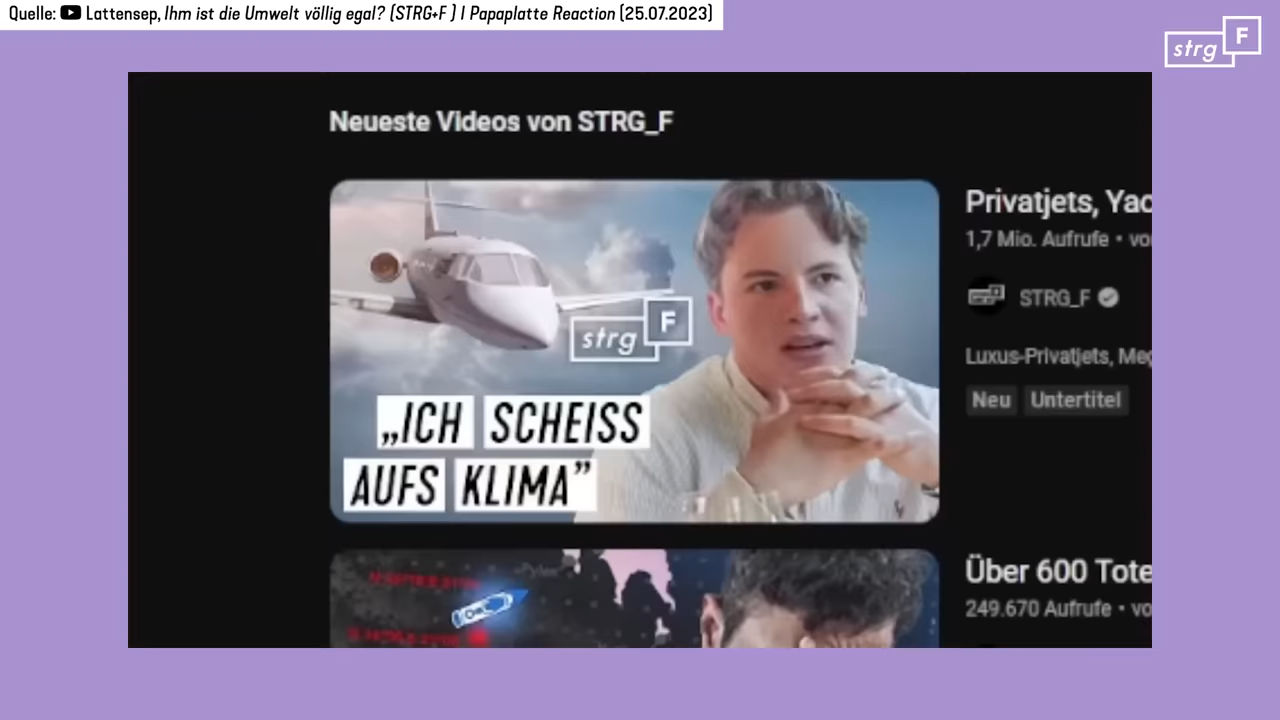 Quelle: Lattensep, Ihm ist die Umwelt völlig egal? (STRG+F ) I Papaplatte Reaction (25.07.2023)
strg F
Neueste Videos von STRG_F
Privatjets, Yac
1,7 Mio. Aufrufe • vo
STRG_F
strg F
Luxus-Privatjets, Meg
Neu Untertitel
„ICH SCHEISS
AUFS KLIMA”
Über 600 Tote
249.670 Aufrufe • vo